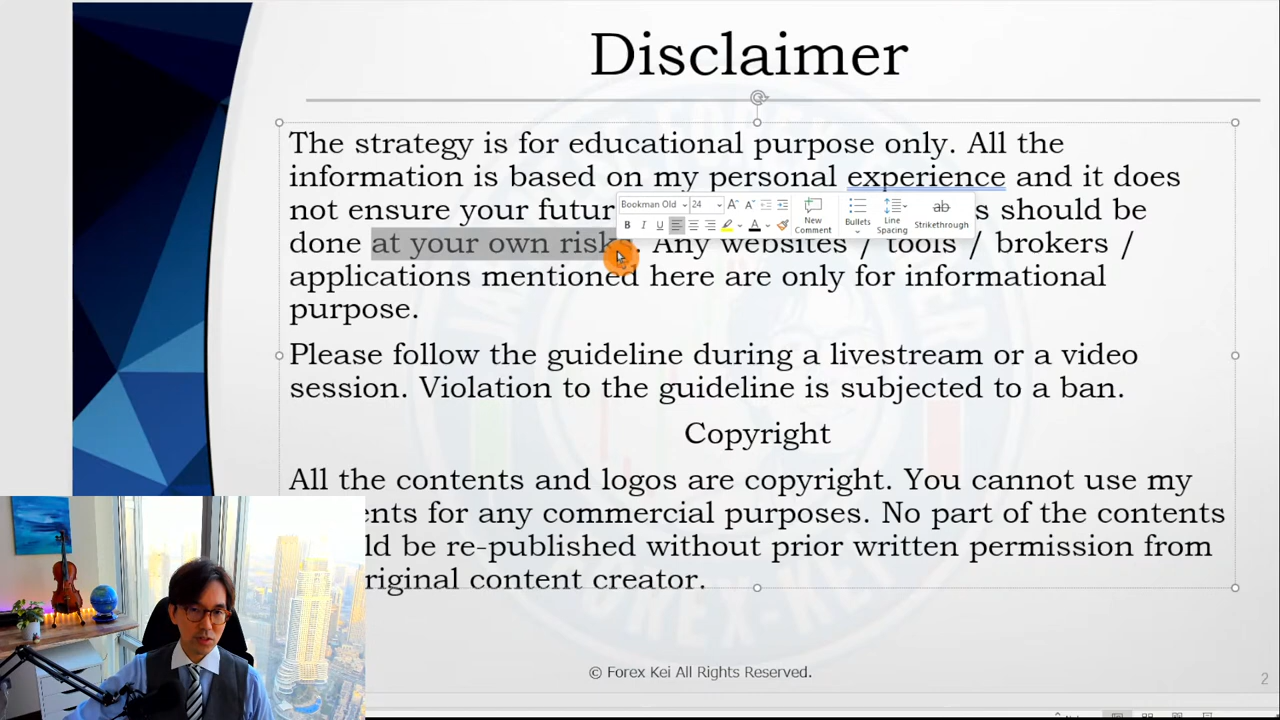 Disclaimer
The strategy is for educational purpose only. All the
information is based on my personal experience and it does
not ensure your futur s should be
done at your own risks. Any websites / tools / brokers /
applications mentioned here are only for informational
purpose.
Bookman Old 24
B I U
New
Comment
Bullets
Line
Spacing
ab
Strikethrough
Please follow the guideline during a livestream or a video
session. Violation to the guideline is subjected to a ban.
Copyright
All the contents and logos are copyright. You cannot use my
ents for any commercial purposes. No part of the contents
ld be re-published without prior written permission from
riginal content creator.
© Forex Kei All Rights Reserved.
2